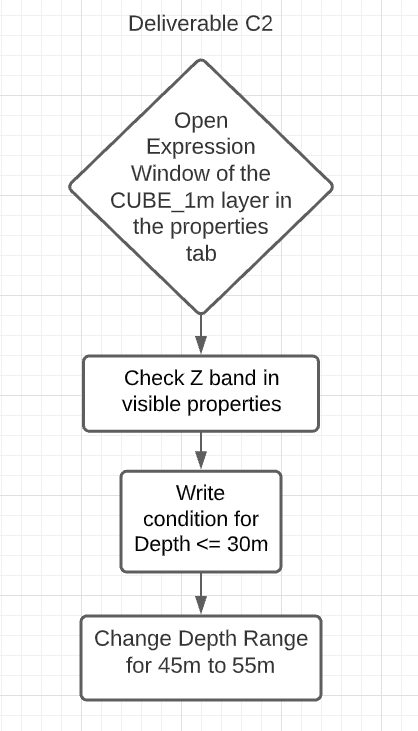 Deliverable C2
Open
Expression
Window of the
CUBE_1m layer in
the properties
tab
Check Z band in
visible properties
Write
condition for
Depth <= 30m
Change Depth Range
for 45m to 55m